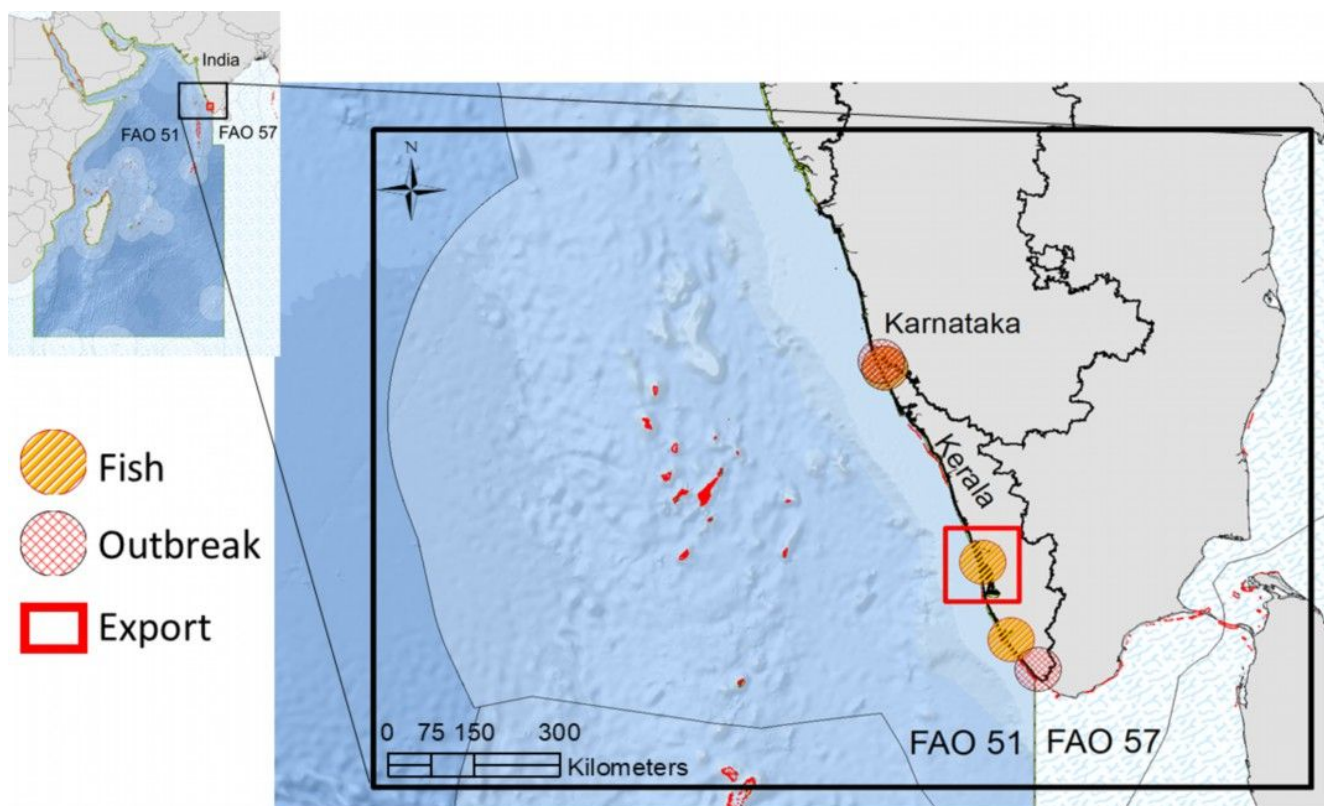 India
FAO 51
FAO 57
N
Karnataka
Kerala
Fish
Outbreak
Export
0 75 150 300
Kilometers
FAO 51
FAO 57